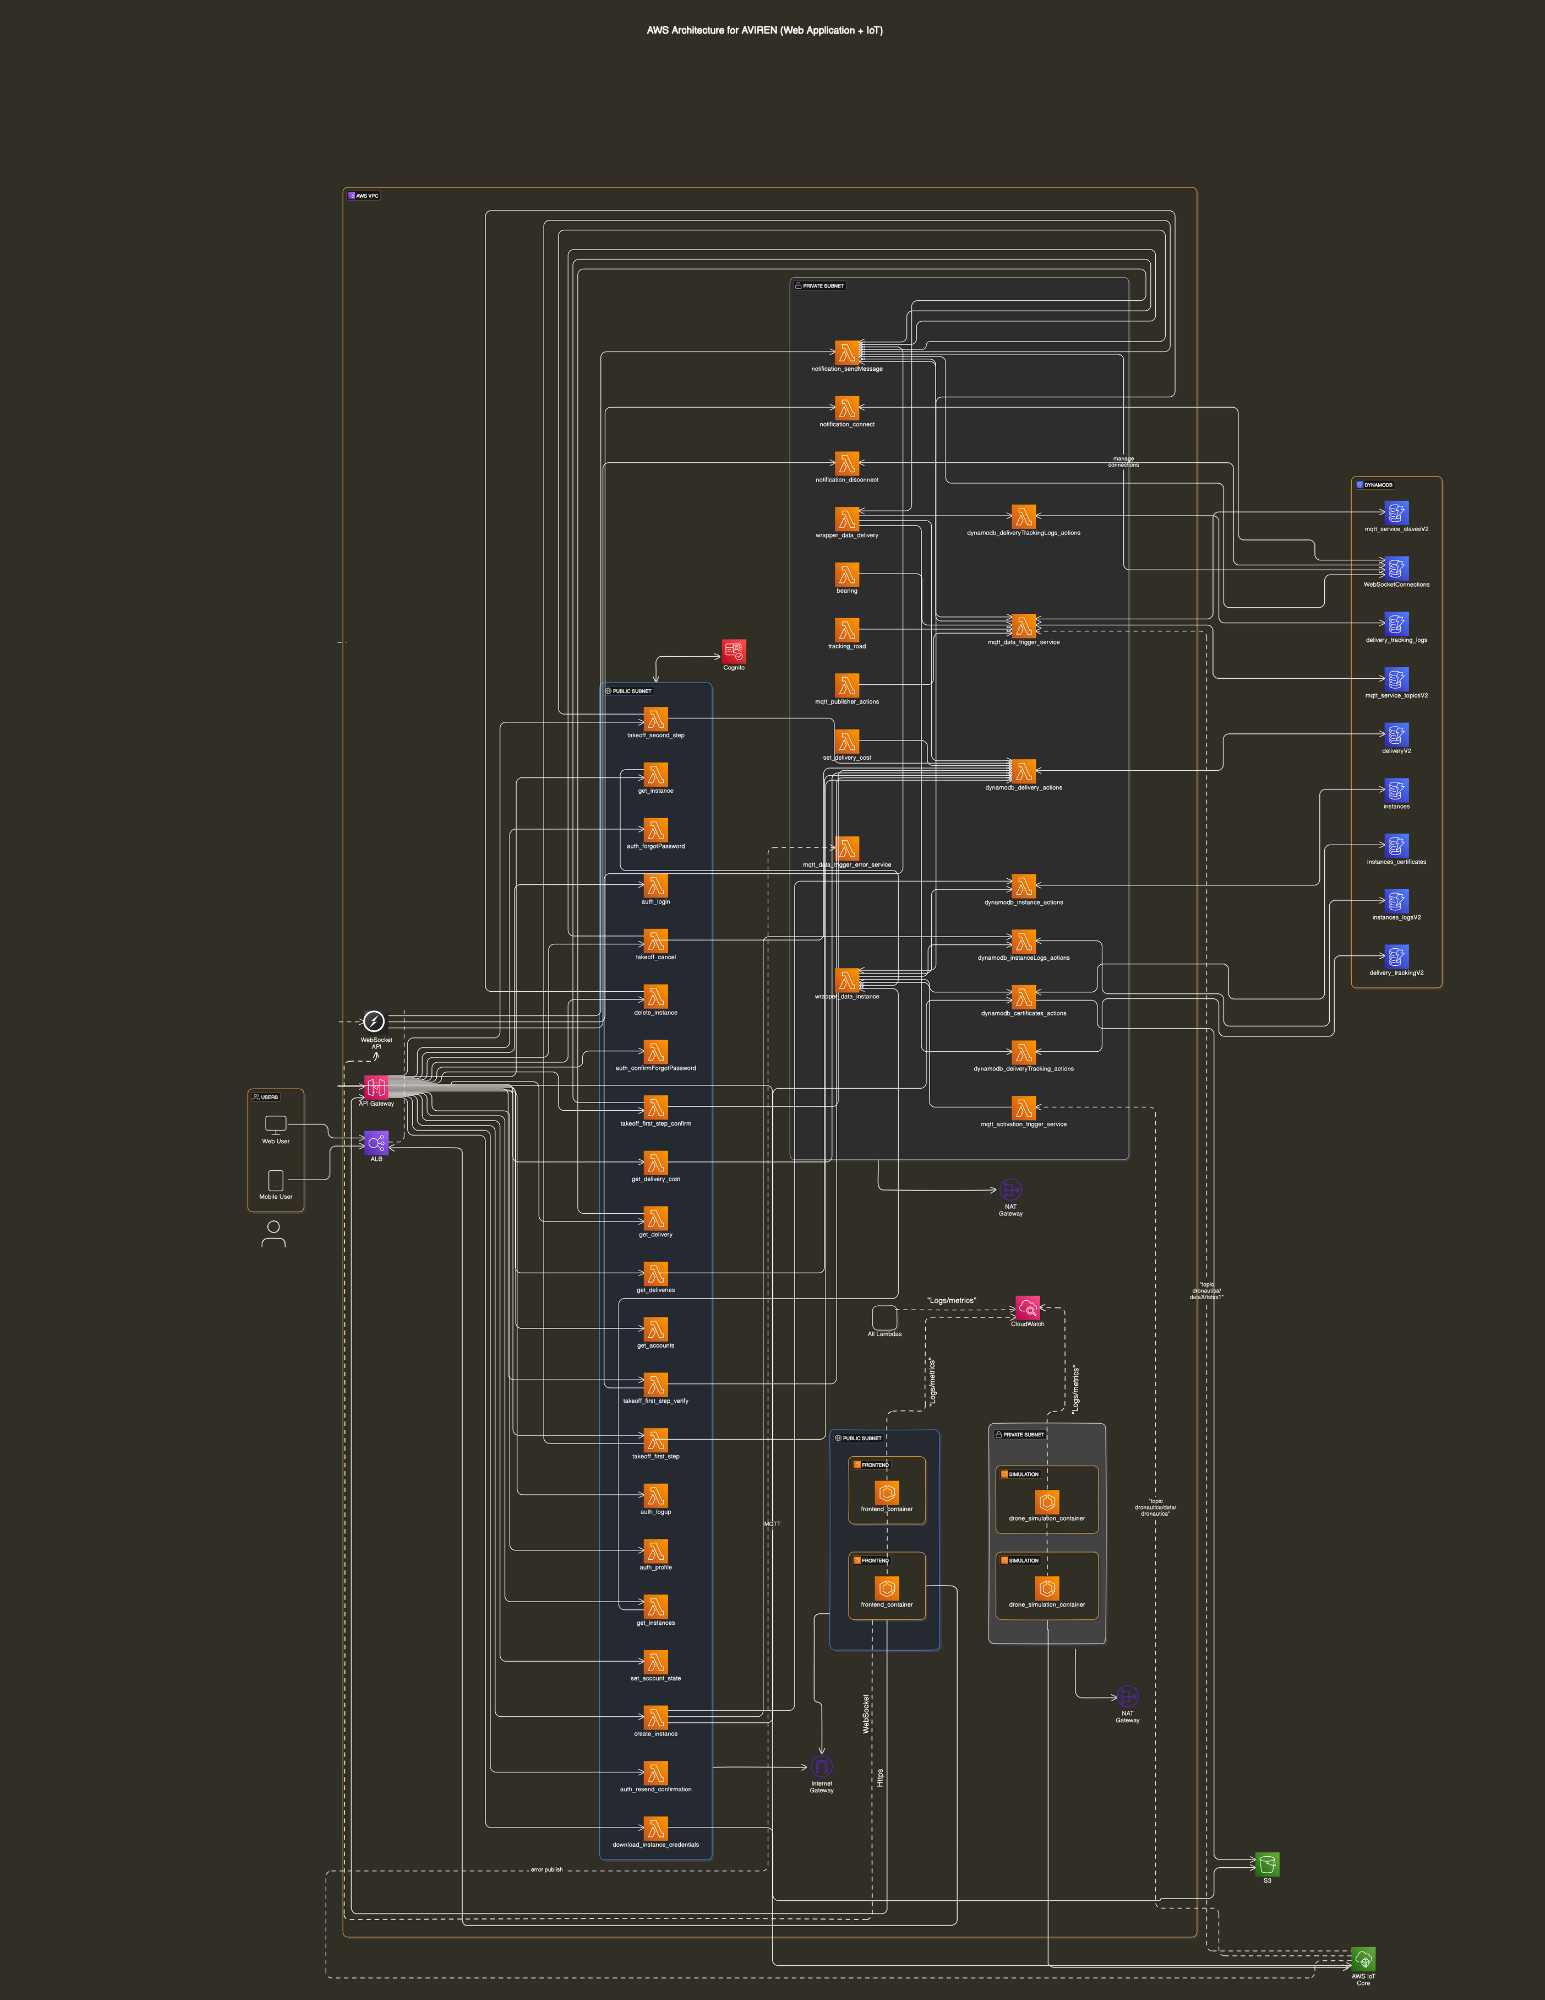 AWS Architecture for AVIREN (Web Application + IoT)
AWS VPC
PRIVATE SUBNET
notification_sendMessage
notification_connect
manage
connections
notification_disconnect
DYNAMODB
mqtt_service_slavesV2
wrapper_data_delivery
dynamodb_deliveryTrackingLogs_actions
WebSocketConnections
bearing
delivery_tracking_logs
tracking_road
mqtt_data_trigger_service
Cognito
PUBLIC SUBNET
mqtt_service_topicsV2
mqtt_publisher_actions
takeoff_second_step
deliveryV2
set_delivery_cost
get_instance
dynamodb_delivery_actions
instances
auth_forgotPassword
mqtt_data_trigger_error_service
instances_certificates
auth_login
dynamodb_instance_actions
instances_logsV2
takeoff_cancel
dynamodb_instanceLogs_actions
delivery_trackingV2
wrapper_data_instance
delete_instance
dynamodb_certificates_actions
WebSocket
API
auth_confirmForgotPassword
dynamodb_deliveryTracking_actions
USERS
API Gateway
takeoff_first_step_confirm
mqtt_activation_trigger_service
Web User
ALB
get_delivery_cost
Mobile User
NAT
Gateway
get_delivery
get_deliveries
"topic
dronautica/
dataX/tatos1"
"Logs/metrics"
All Lambdas
CloudWatch
get_accounts
"Logs/metrics"
"Logs/metrics"
takeoff_first_step_verify
PUBLIC SUBNET
PRIVATE SUBNET
takeoff_first_step
FRONTEND
SIMULATION
frontend_container
drone_simulation_container
auth_logup
"topic
dronautica/data/
dronautica"
MQTT
FRONTEND
SIMULATION
auth_profile
frontend_container
drone_simulation_container
get_instances
set_account_state
WebSocket
NAT
Gateway
create_instance
Https
Internet
Gateway
auth_resend_confirmation
download_instance_credentials
error publish
S3
AWS IoT
Core